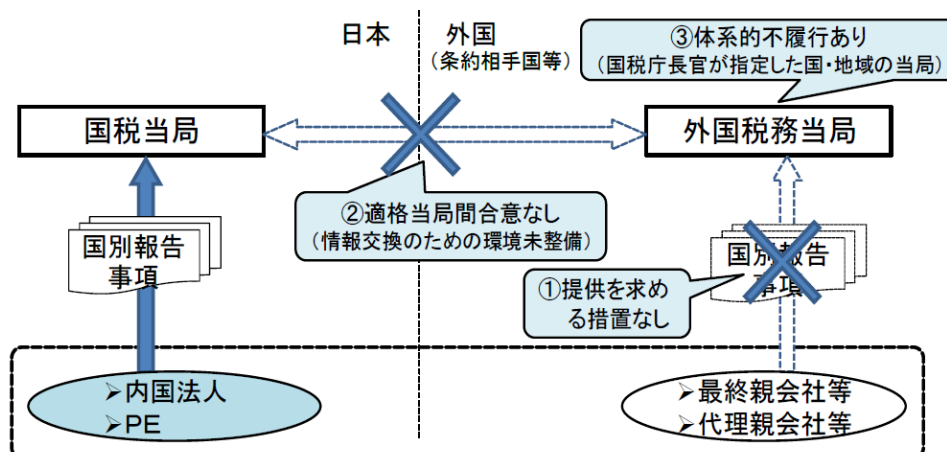 日本
外国
(条約相手国等)
③体系的不履行あり
(国税庁長官が指定した国・地域の当局)
国税当局
外国税務当局
②適格当局間合意なし
(情報交換のための環境未整備)
国別報告
事項
国別報告
事項
①提供を求め
る措置なし
➢内国法人
➢PE
➢最終親会社等
➢代理親会社等